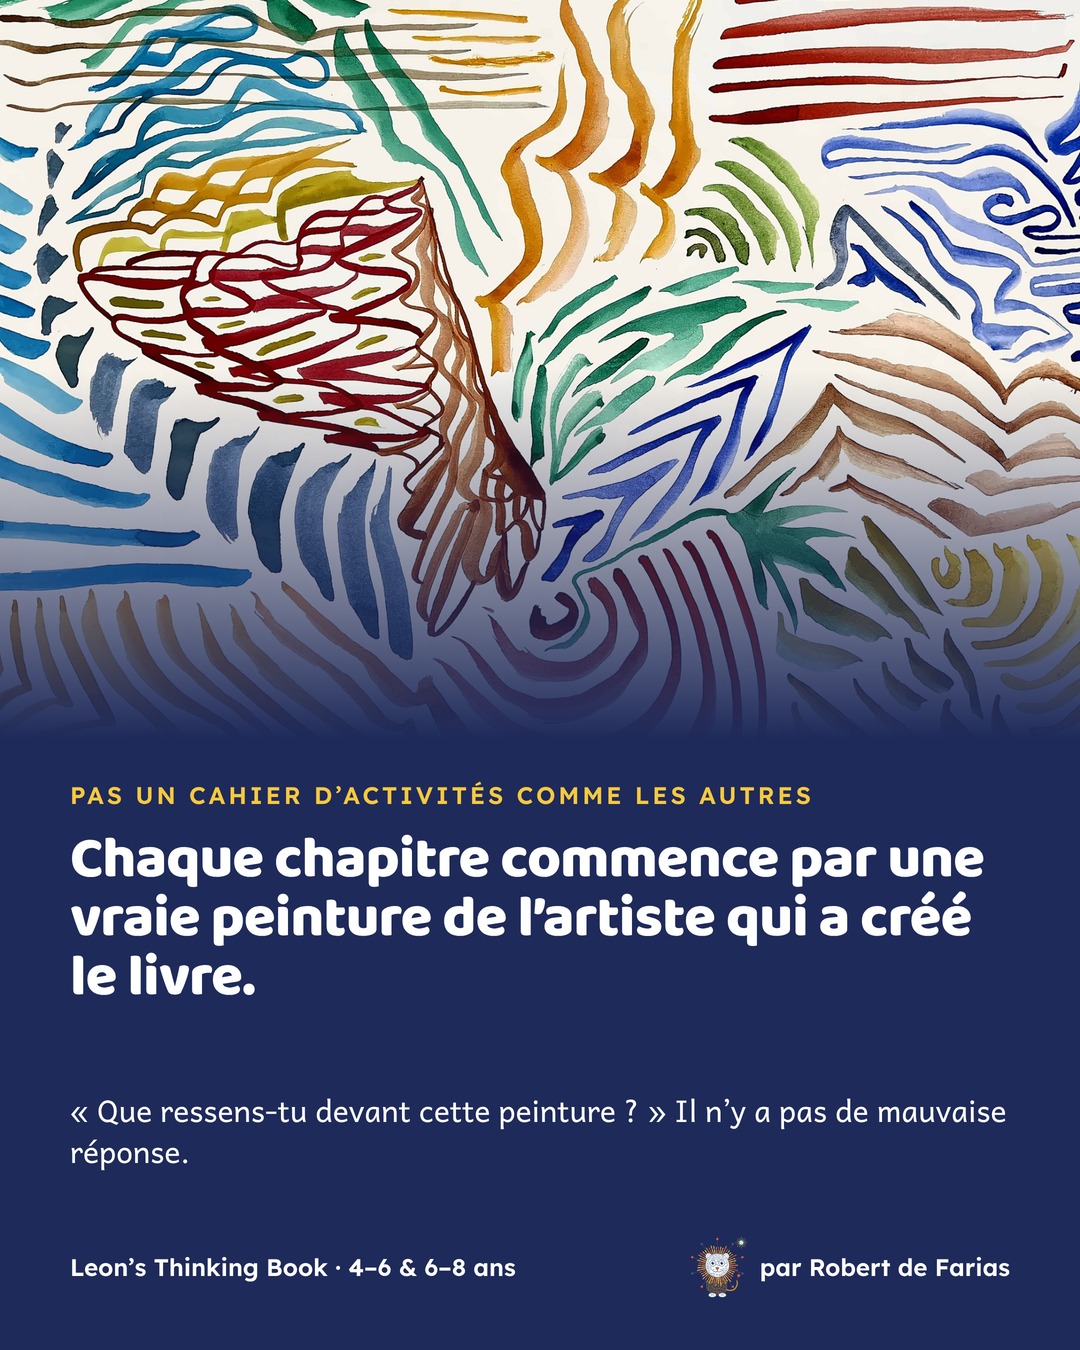 PAS UN CAHIER D’ACTIVITÉS COMME LES AUTRES
Chaque chapitre commence par une
vraie peinture de l’artiste qui a créé
le livre.
« Que ressens-tu devant cette peinture ? » Il n’y a pas de mauvaise
réponse.
Leon’s Thinking Book · 4–6 & 6–8 ans
par Robert de Farias